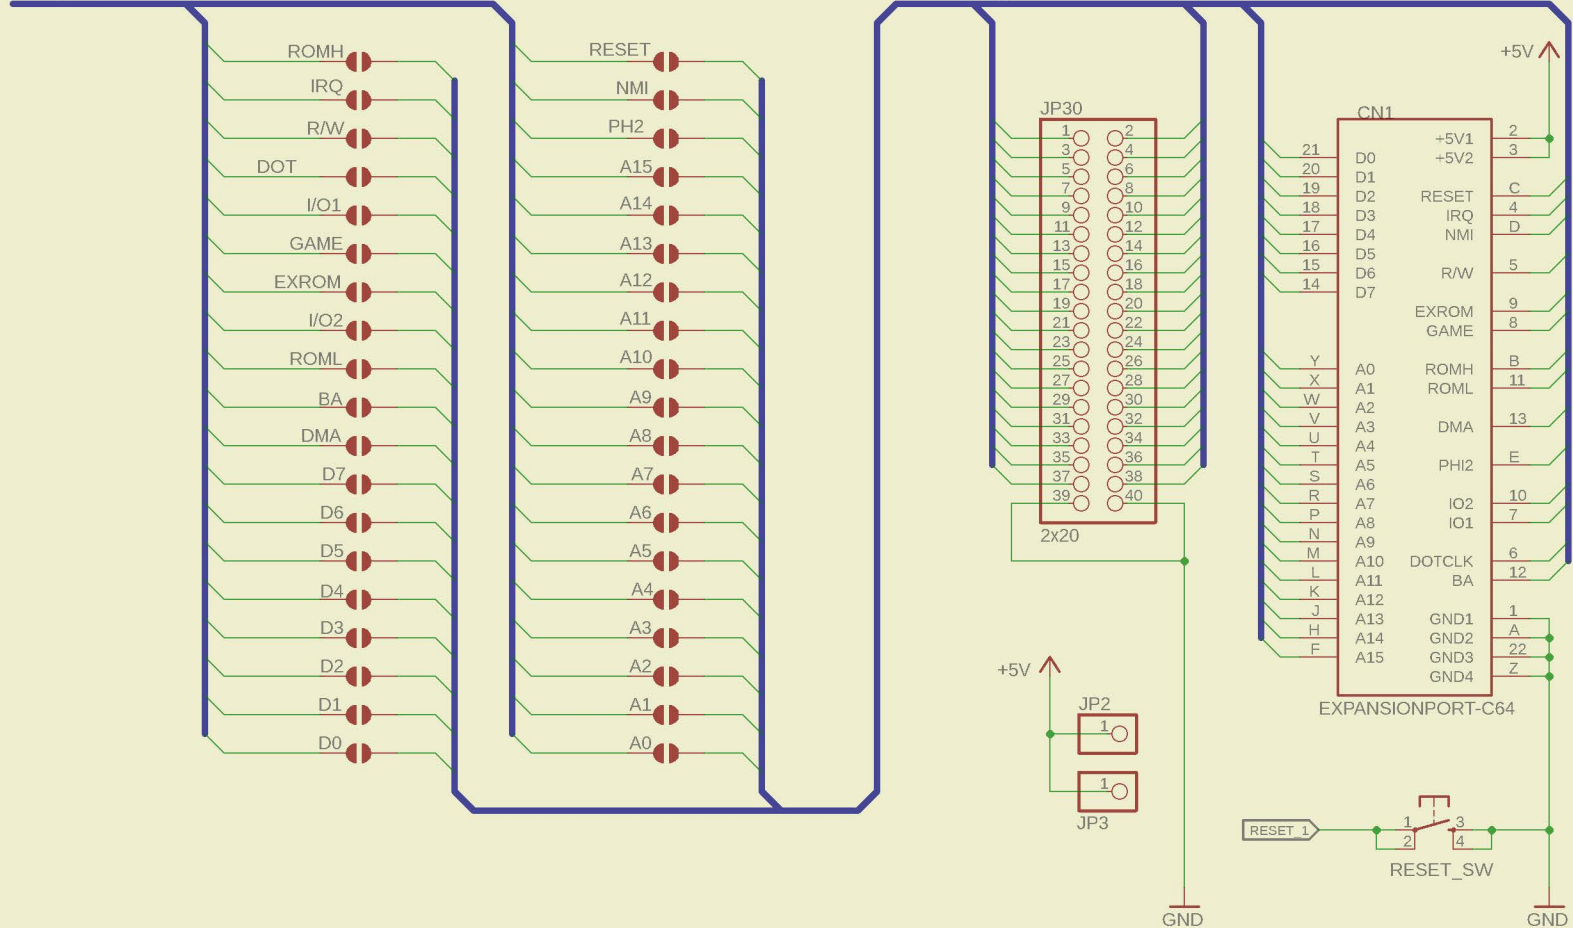 ROMH
IRQ
R/W
DOT
I/O1
GAME
EXROM
I/O2
ROML
BA
DMA
D7
D6
D5
D4
D3
D2
D1
D0
RESET
NMI
PH2
A15
A14
A13
A12
A11
A10
A9
A8
A7
A6
A5
A4
A3
A2
A1
A0
JP30
1 2
3 4
5 6
7 8
9 10
11 12
13 14
15 16
17 18
19 20
21 22
23 24
25 26
27 28
29 30
31 32
33 34
35 36
37 38
39 40
2x20
+5V
JP2
1
1
JP3
GND
+5V
CN1
+5V1 2
21 D0 +5V2 3
20 D1
19 D2 RESET C
18 D3 IRQ 4
17 D4 NMI D
16 D5
15 D6 R/W 5
14 D7
EXROM 9
GAME 8
Y A0 ROMH B
X A1 ROML 11
W A2
V A3 DMA 13
U A4
T A5 PHI2 E
S A6
R A7 IO2 10
P A8 IO1 7
N A9
M A10 DOTCLK 6
L A11 BA 12
K A12
J A13 GND1 1
H A14 GND2 A
F A15 GND3 22
GND4 Z
EXPANSIONPORT-C64
RESET_1
1 3
2 4
RESET_SW
GND